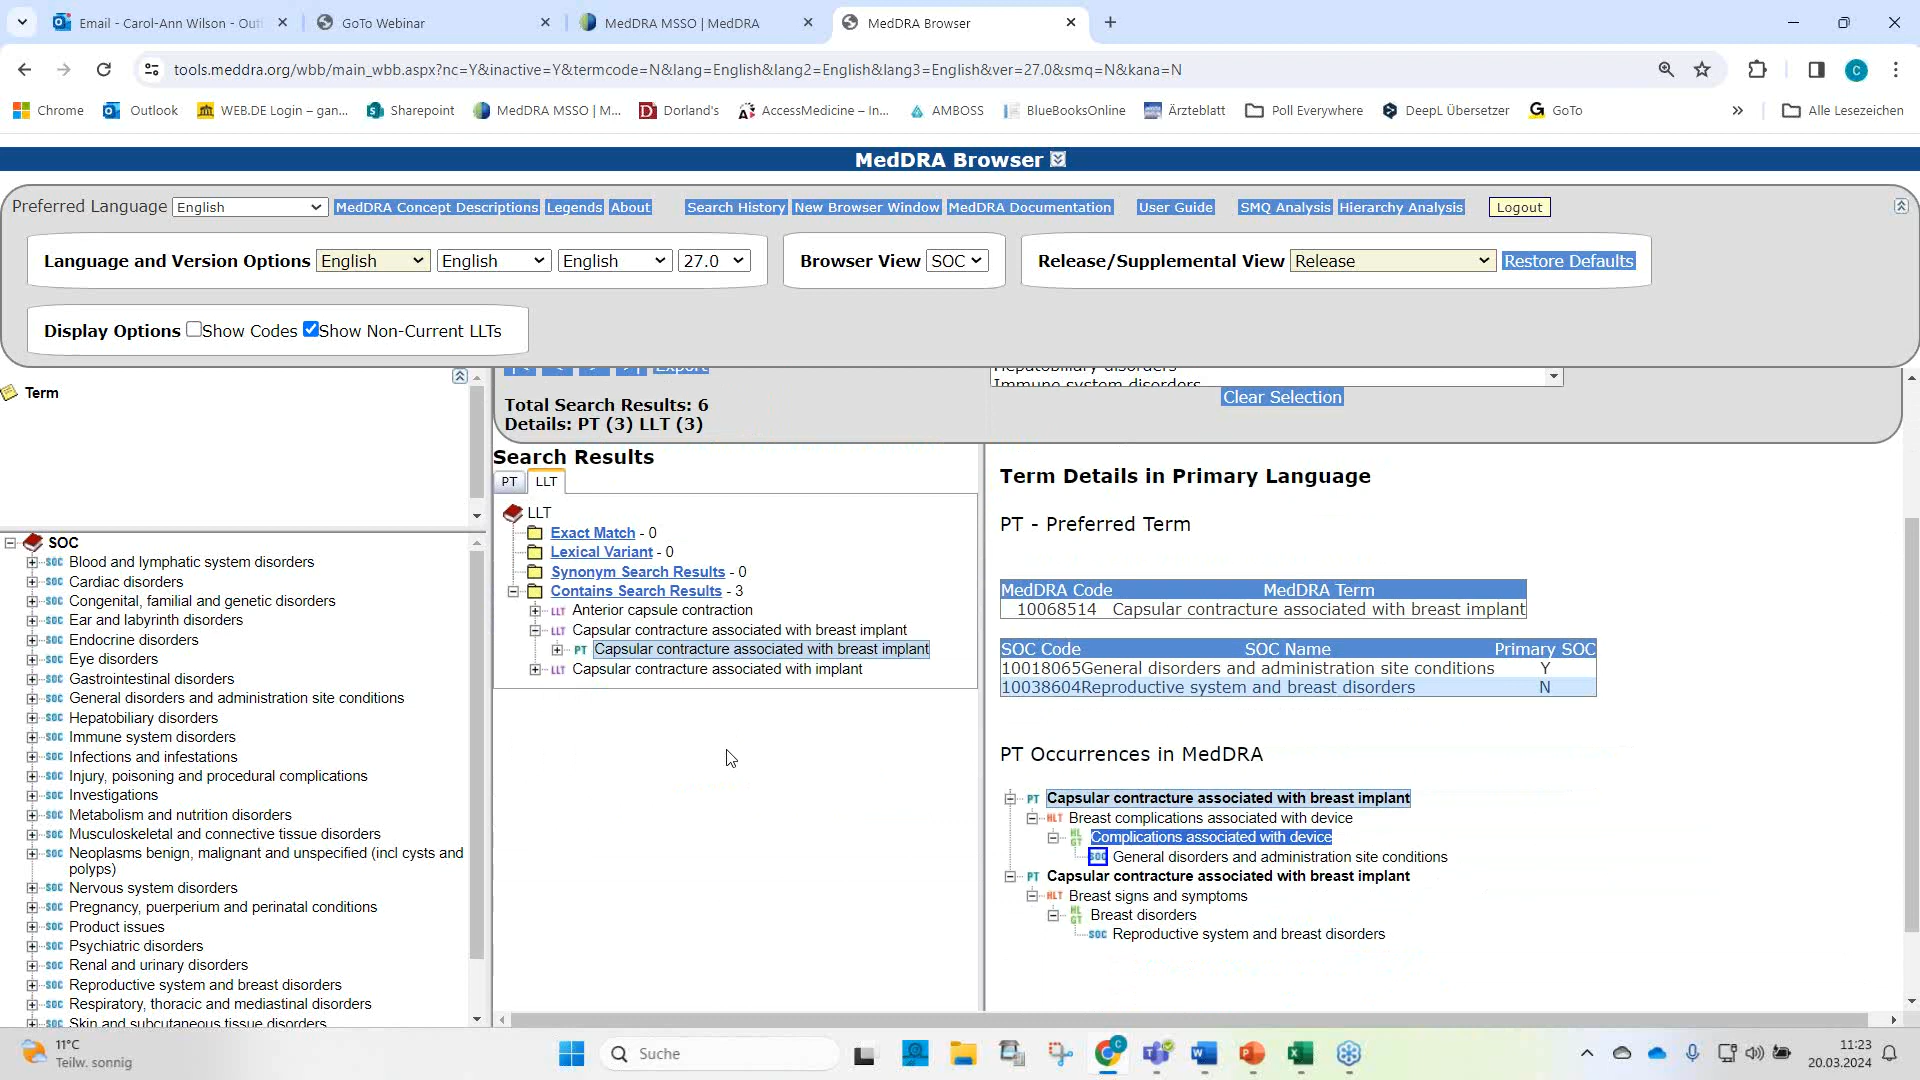 Email - Carol-Ann Wilson - Out
GoTo Webinar
MedDRA MSSO | MedDRA
MedDRA Browser
tools.meddra.org/wbb/main_wbb.aspx?nc=Y&inactive=Y&termcode=N&lang=English&lang2=English&lang3=English&ver=27.0&smq=N&kana=N
C
Chrome
Outlook
WEB.DE Login – gan...
Sharepoint
MedDRA MSSO | M...
Dorland's
AccessMedicine – In...
AMBOSS
BlueBooksOnline
Ärzteblatt
Poll Everywhere
DeepL Übersetzer
GoTo
»
Alle Lesezeichen
MedDRA Browser
Preferred Language English MedDRA Concept Descriptions Legends About Search History New Browser Window MedDRA Documentation User Guide SMQ Analysis Hierarchy Analysis Logout
Language and Version Options English English English 27.0
Browser View SOC
Release/Supplemental View Release Restore Defaults
Display Options Show Codes Show Non-Current LLTs
Term
SOC
SOC Blood and lymphatic system disorders
SOC Cardiac disorders
SOC Congenital, familial and genetic disorders
SOC Ear and labyrinth disorders
SOC Endocrine disorders
SOC Eye disorders
SOC Gastrointestinal disorders
SOC General disorders and administration site conditions
SOC Hepatobiliary disorders
SOC Immune system disorders
SOC Infections and infestations
SOC Injury, poisoning and procedural complications
SOC Investigations
SOC Metabolism and nutrition disorders
SOC Musculoskeletal and connective tissue disorders
SOC Neoplasms benign, malignant and unspecified (incl cysts and
polyps)
SOC Nervous system disorders
SOC Pregnancy, puerperium and perinatal conditions
SOC Product issues
SOC Psychiatric disorders
SOC Renal and urinary disorders
SOC Reproductive system and breast disorders
SOC Respiratory, thoracic and mediastinal disorders
SOC Skin and subcutaneous tissue disorders
Export
Hepatobiliary disorders
Immune system disorders
Clear Selection
Total Search Results: 6
Details: PT (3) LLT (3)
Search Results
PT LLT
LLT
Exact Match - 0
Lexical Variant - 0
Synonym Search Results - 0
Contains Search Results - 3
LLT Anterior capsule contraction
LLT Capsular contracture associated with breast implant
PT Capsular contracture associated with breast implant
LLT Capsular contracture associated with implant
Term Details in Primary Language
PT - Preferred Term
MedDRA Code MedDRA Term
10068514 Capsular contracture associated with breast implant
SOC Code SOC Name Primary SOC
10018065General disorders and administration site conditions Y
10038604Reproductive system and breast disorders N
PT Occurrences in MedDRA
PT Capsular contracture associated with breast implant
HLT Breast complications associated with device
HLGT Complications associated with device
SOC General disorders and administration site conditions
PT Capsular contracture associated with breast implant
HLT Breast signs and symptoms
HLGT Breast disorders
SOC Reproductive system and breast disorders
11°C
Teilw. sonnig
Suche
11:23
20.03.2024